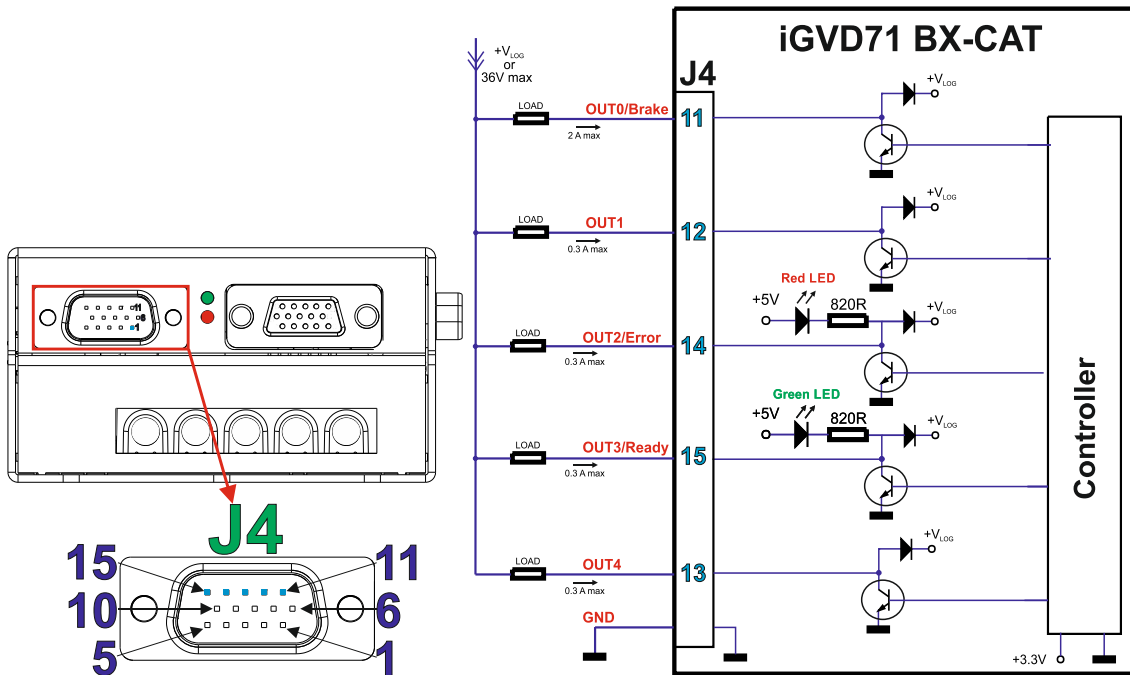 iGVD71 BX-CAT
J4
+VLOG
or
36V max
LOAD
OUT0/Brake
2 A max
11
+VLOG
LOAD
OUT1
0.3 A max
12
+VLOG
Red LED
+5V
820R
+VLOG
LOAD
OUT2/Error
0.3 A max
14
Green LED
+5V
820R
+VLOG
LOAD
OUT3/Ready
0.3 A max
15
+VLOG
LOAD
OUT4
0.3 A max
13
GND
Controller
+3.3V
11
6
1
J4
15
11
10
6
5
1